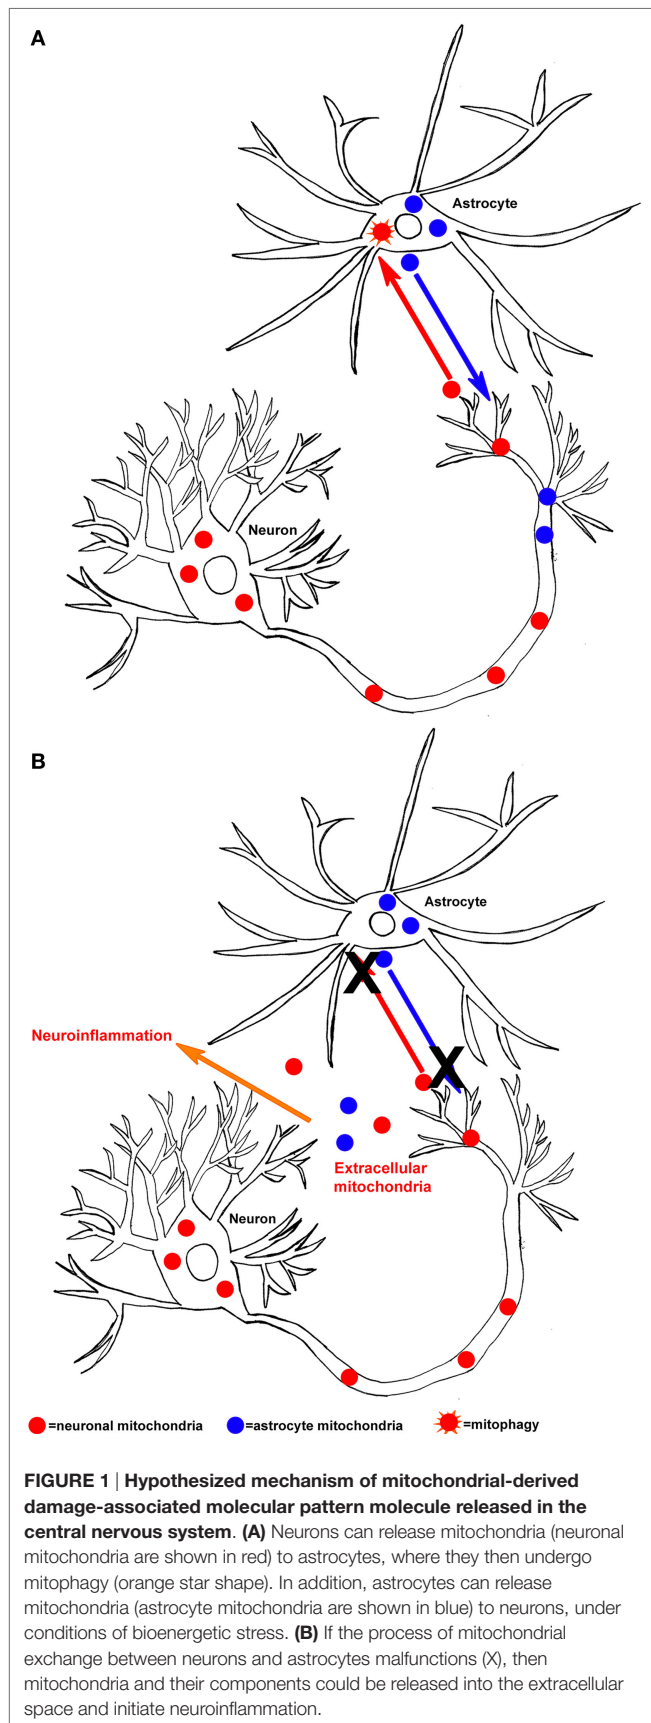 A
Astrocyte
Neuron
B
Astrocyte
X
Neuroinflammation
X
Extracellular
mitochondria
Neuron
=neuronal mitochondria =astrocyte mitochondria =mitophagy
FIGURE 1 | Hypothesized mechanism of mitochondrial-derived
damage-associated molecular pattern molecule released in the
central nervous system. (A) Neurons can release mitochondria (neuronal
mitochondria are shown in red) to astrocytes, where they then undergo
mitophagy (orange star shape). In addition, astrocytes can release
mitochondria (astrocyte mitochondria are shown in blue) to neurons, under
conditions of bioenergetic stress. (B) If the process of mitochondrial
exchange between neurons and astrocytes malfunctions (X), then
mitochondria and their components could be released into the extracellular
space and initiate neuroinflammation.